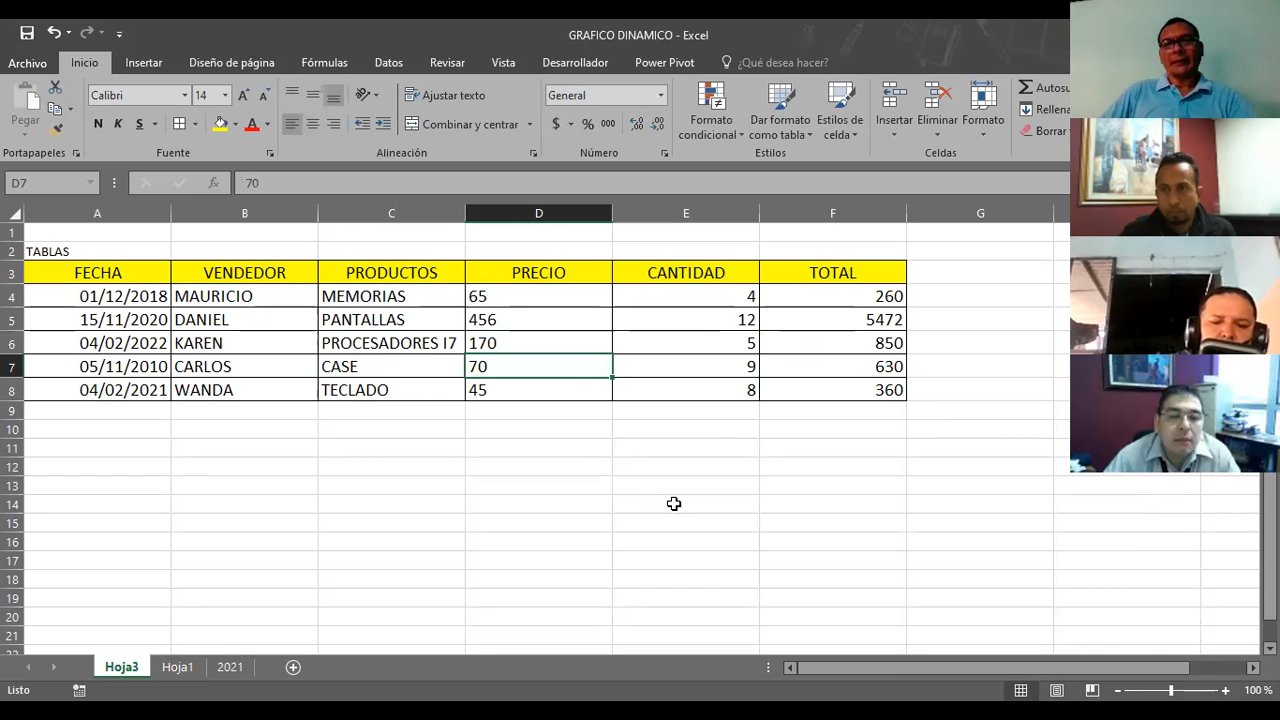 GRAFICO DINAMICO - Excel
Archivo Inicio Insertar Diseño de página Fórmulas Datos Revisar Vista Desarrollador Power Pivot ¿Qué desea hacer?
Pegar
Calibri 14
N K S
Ajustar texto
Combinar y centrar
General
$ % 000
Formato condicional
Dar formato como tabla
Estilos de celda
Insertar Eliminar Formato
Autosu
Rellena
Borrar
Portapapeles Fuente Alineación Número Estilos Celdas
D7 fx 70
A B C D E F G
1
2 TABLAS
3 FECHA VENDEDOR PRODUCTOS PRECIO CANTIDAD TOTAL
4 01/12/2018 MAURICIO MEMORIAS 65 4 260
5 15/11/2020 DANIEL PANTALLAS 456 12 5472
6 04/02/2022 KAREN PROCESADORES I7 170 5 850
7 05/11/2010 CARLOS CASE 70 9 630
8 04/02/2021 WANDA TECLADO 45 8 360
9
10
11
12
13
14
15
16
17
18
19
20
21
22
Hoja3 Hoja1 2021
Listo 100 %